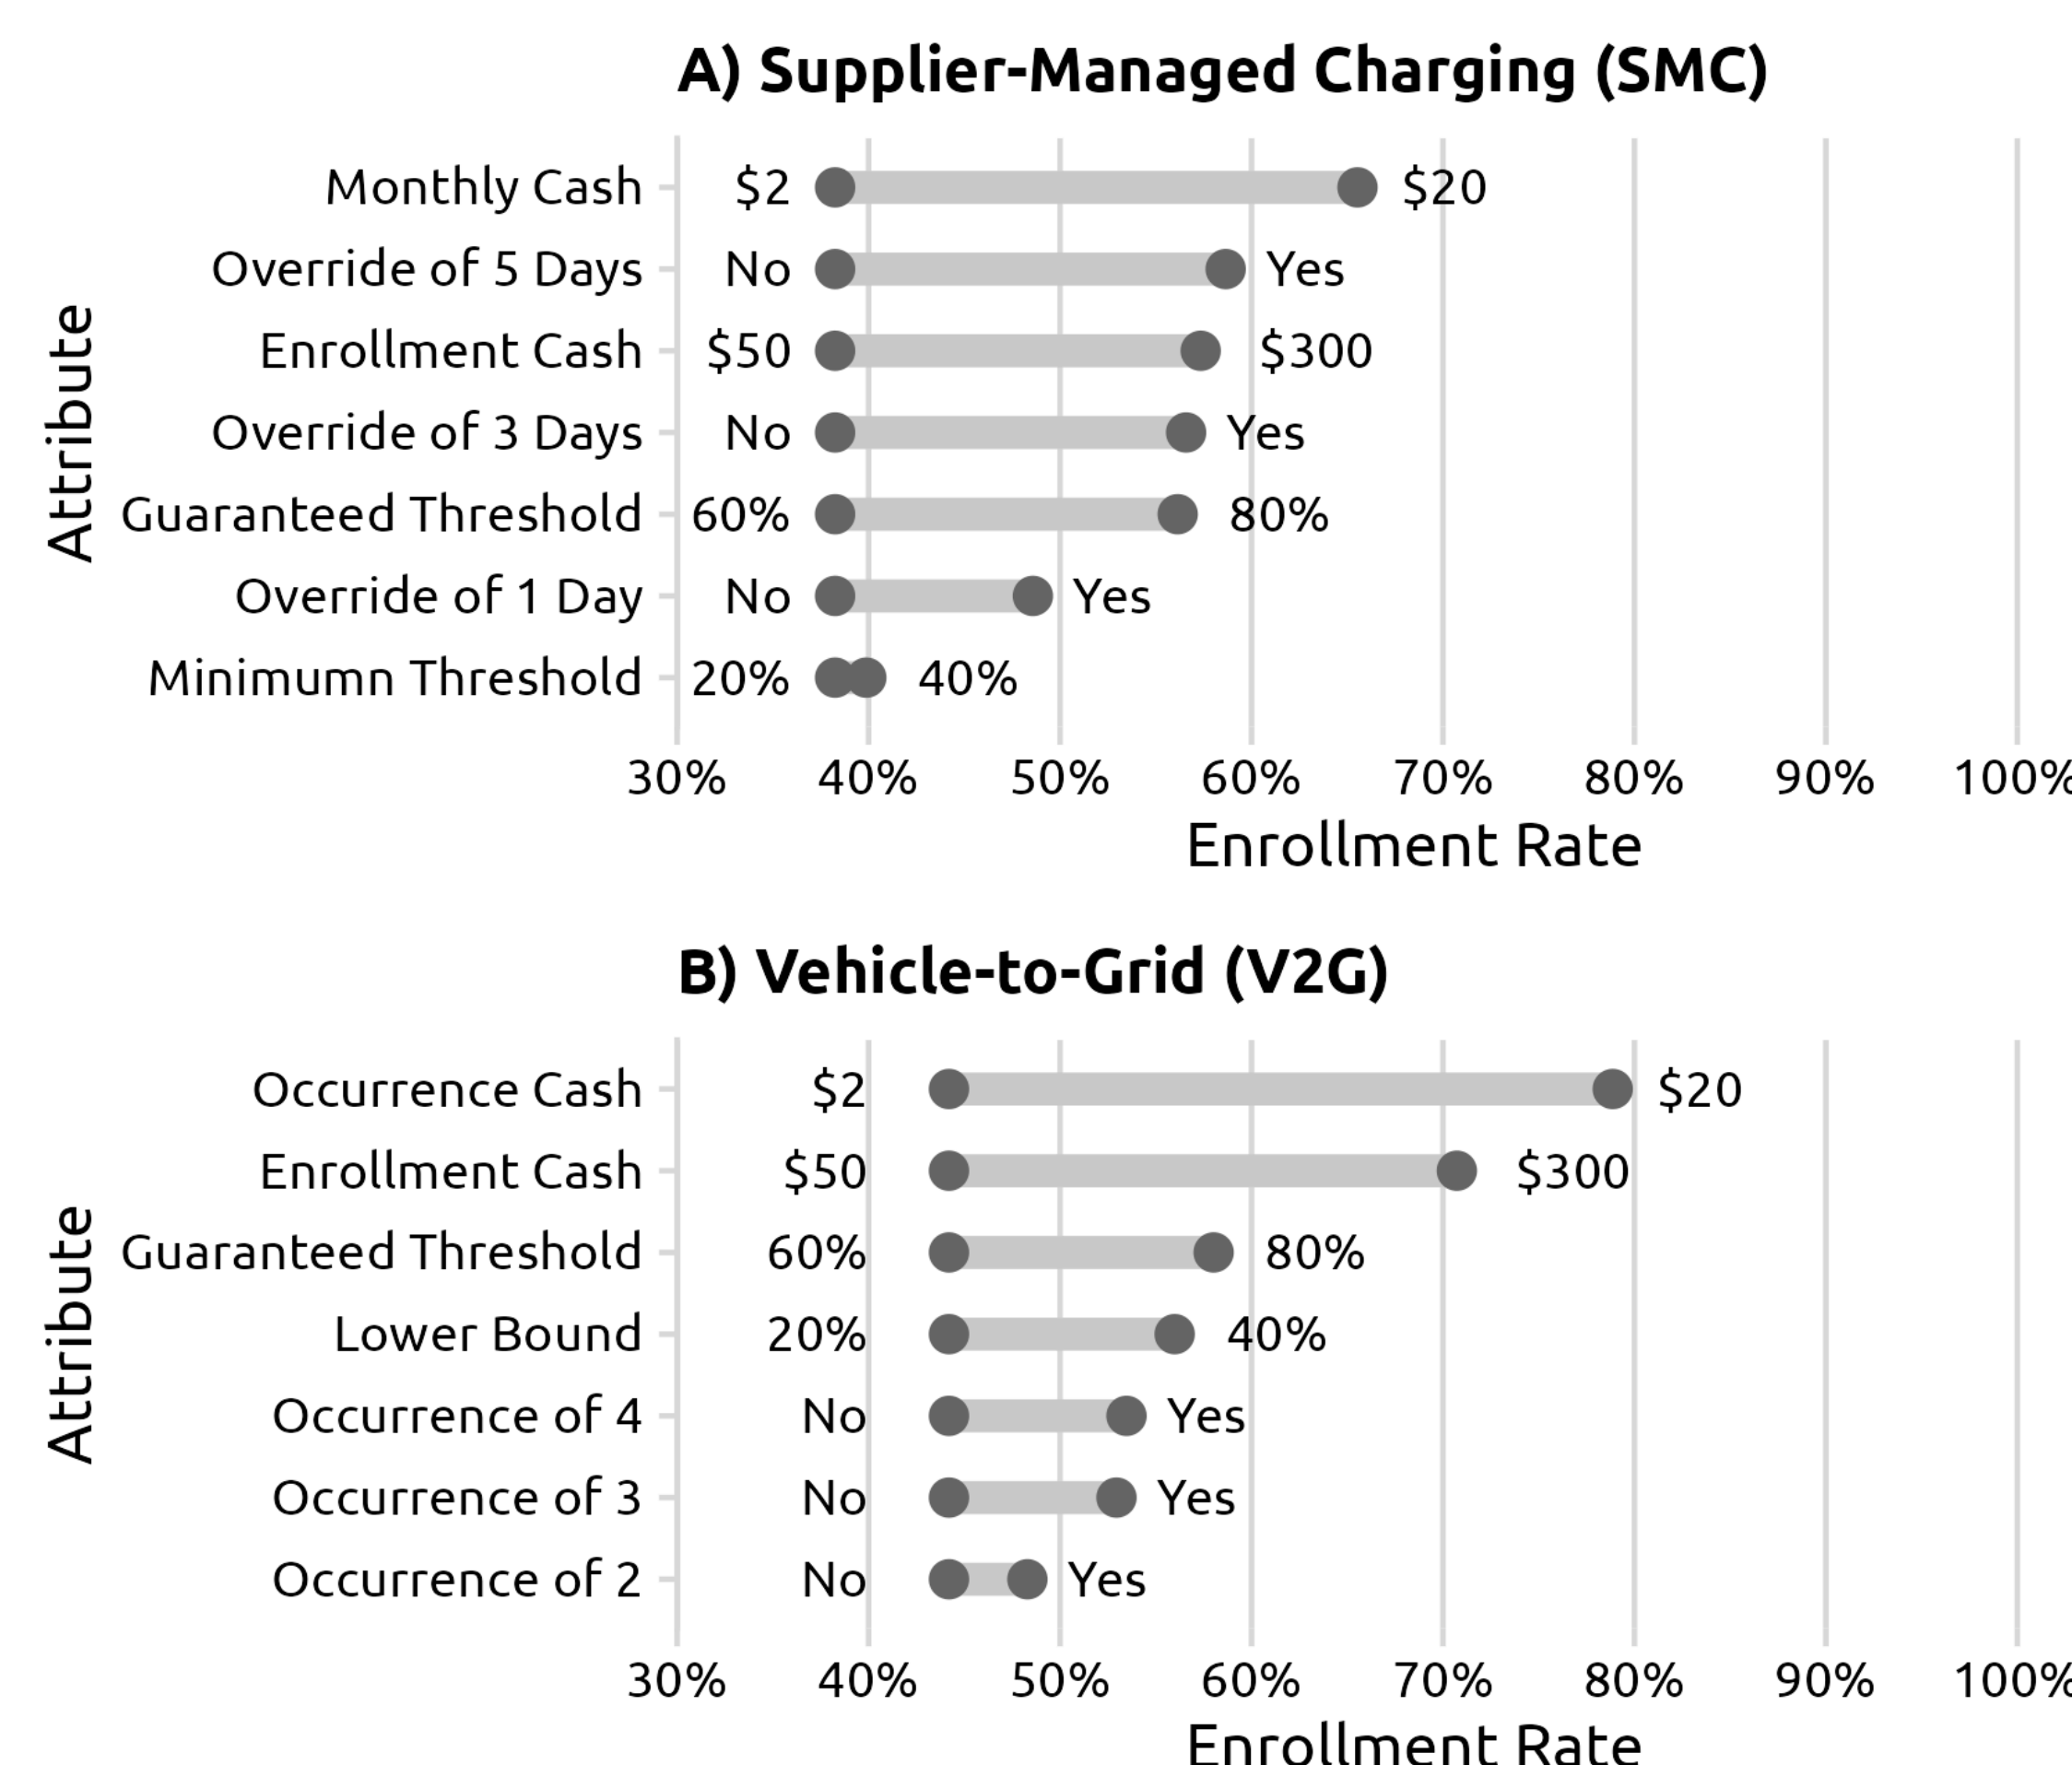 A) Supplier-Managed Charging (SMC)
Attribute
Monthly Cash $2 $20
Override of 5 Days No Yes
Enrollment Cash $50 $300
Override of 3 Days No Yes
Guaranteed Threshold 60% 80%
Override of 1 Day No Yes
Minimumn Threshold 20% 40%
30% 40% 50% 60% 70% 80% 90% 100%
Enrollment Rate
B) Vehicle-to-Grid (V2G)
Attribute
Occurrence Cash $2 $20
Enrollment Cash $50 $300
Guaranteed Threshold 60% 80%
Lower Bound 20% 40%
Occurrence of 4 No Yes
Occurrence of 3 No Yes
Occurrence of 2 No Yes
30% 40% 50% 60% 70% 80% 90% 100%
Enrollment Rate